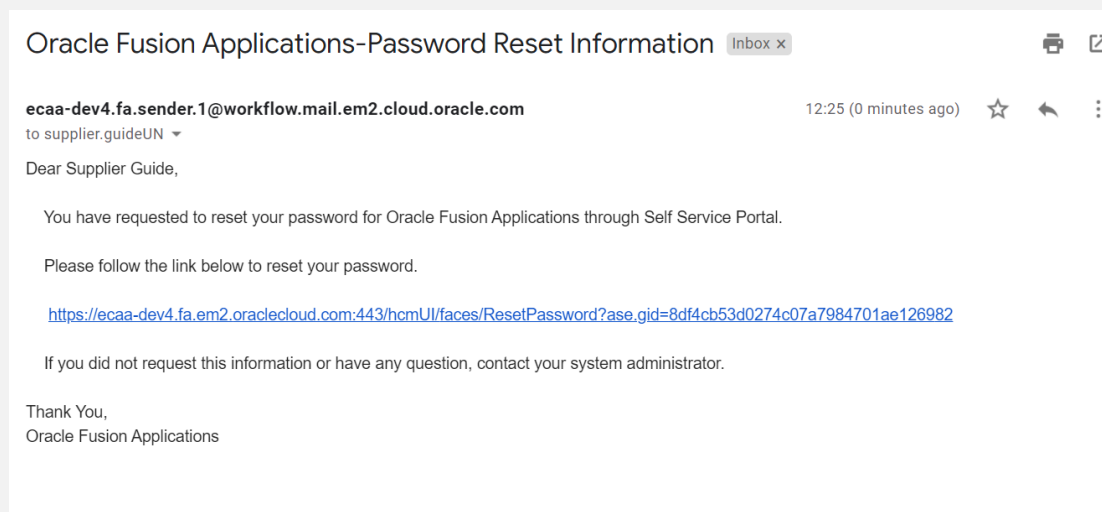 Oracle Fusion Applications-Password Reset Information Inbox ×
ecaa-dev4.fa.sender.1@workflow.mail.em2.cloud.oracle.com 12:25 (0 minutes ago)
to supplier.guideUN
Dear Supplier Guide,
You have requested to reset your password for Oracle Fusion Applications through Self Service Portal.
Please follow the link below to reset your password.
https://ecaa-dev4.fa.em2.oraclecloud.com:443/hcmUI/faces/ResetPassword?ase.gid=8df4cb53d0274c07a7984701ae126982
If you did not request this information or have any question, contact your system administrator.
Thank You,
Oracle Fusion Applications